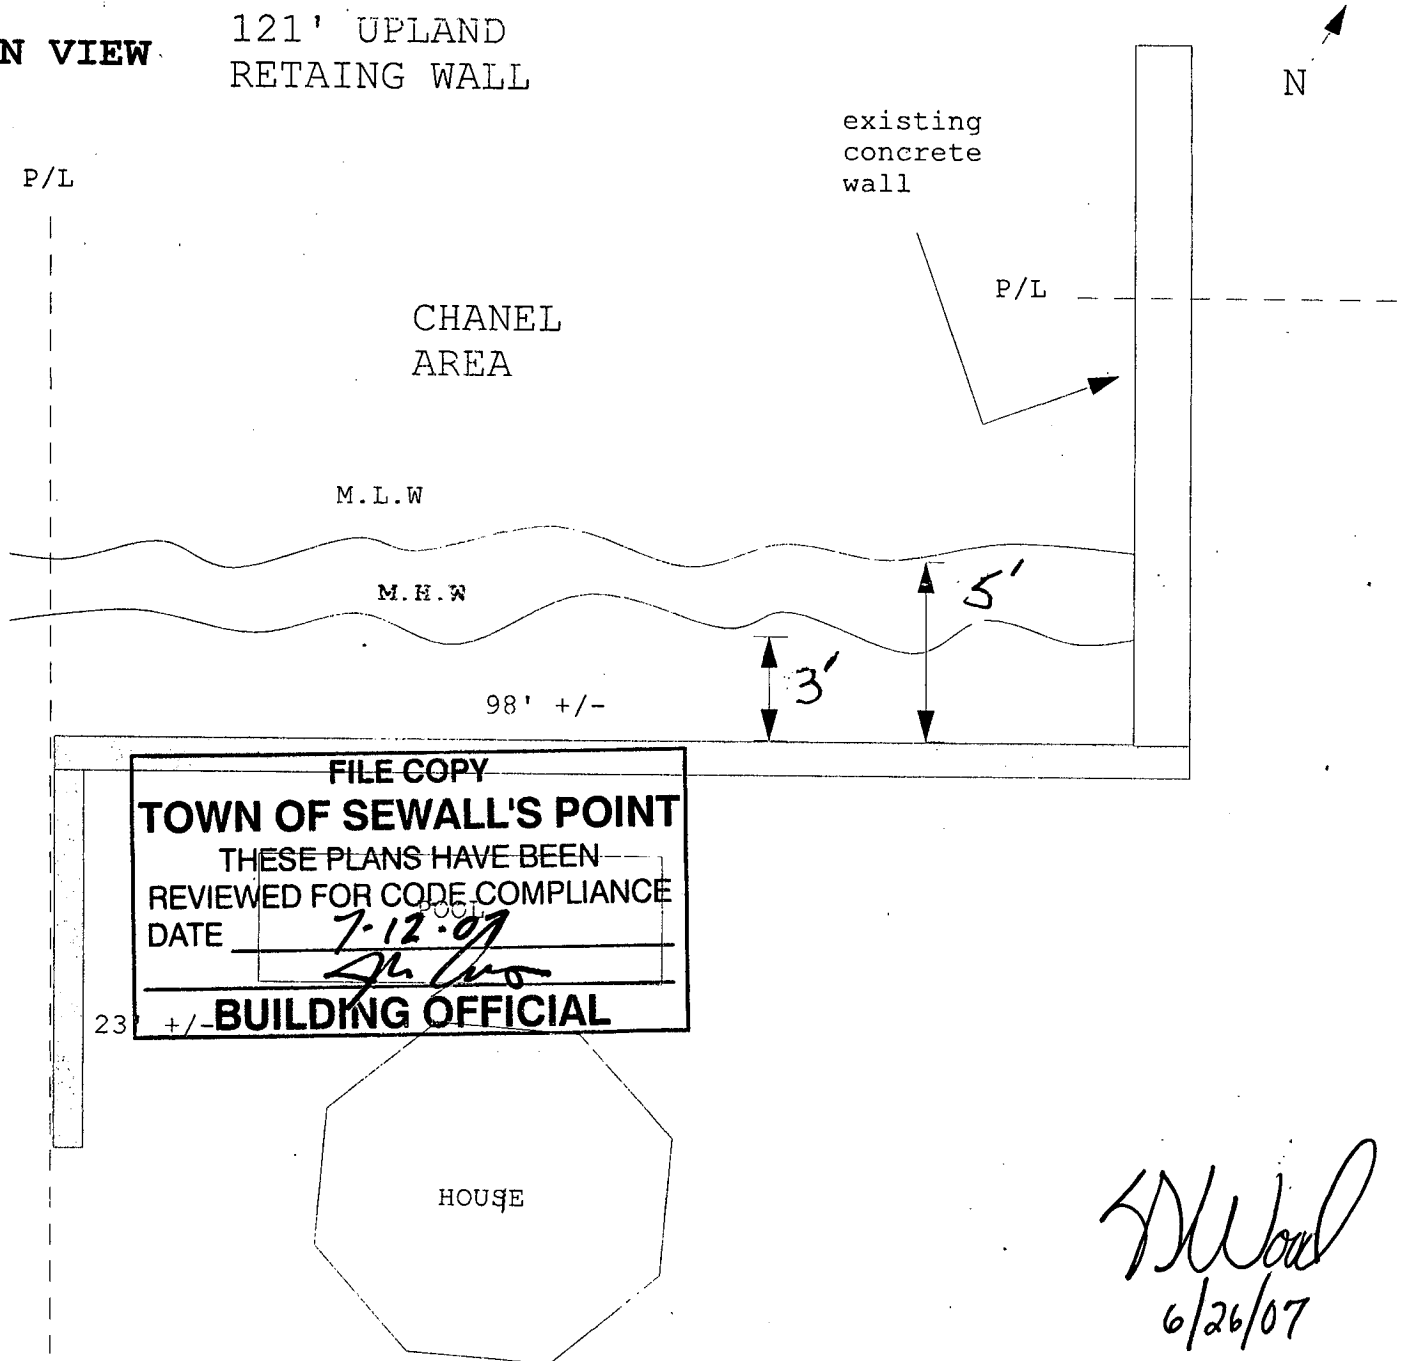 N VIEW
121' UPLAND
RETAING WALL
N
existing
concrete
wall
P/L
P/L
CHANEL
AREA
M.L.W
M.H.W
5'
3'
98' +/-
FILE COPY
TOWN OF SEWALL'S POINT
THESE PLANS HAVE BEEN
REVIEWED FOR CODE COMPLIANCE
POOL
DATE 7-12-07
BUILDING OFFICIAL
23' +/-
HOUSE
Wood
6/26/07